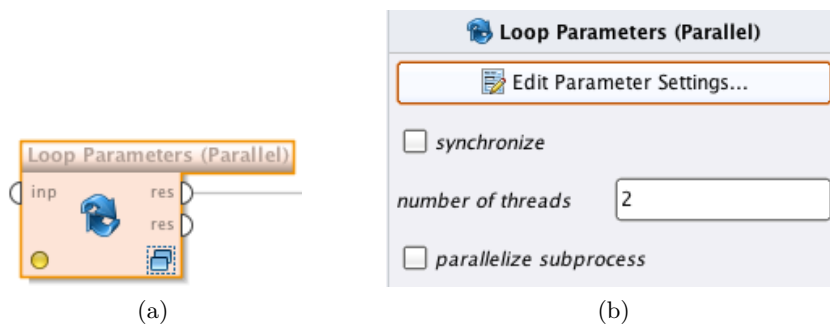 Loop Parameters (Parallel)
inp
res
res
(a)
Loop Parameters (Parallel)
Edit Parameter Settings...
synchronize
number of threads 2
parallelize subprocess
(b)